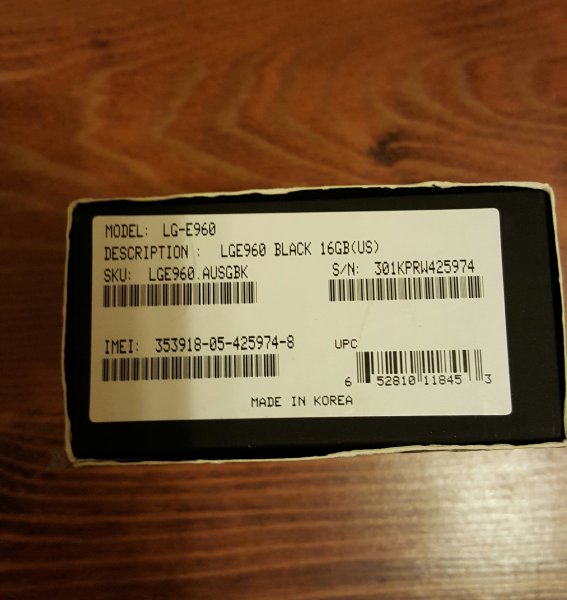 MODEL: LG-E960
DESCRIPTION : LGE960 BLACK 16GB(US)
SKU: LGE960.AUSGBK
S/N: 301KPRW425974
IMEI: 353918-05-425974-8
UPC
6 52810 11845 3
MADE IN KOREA